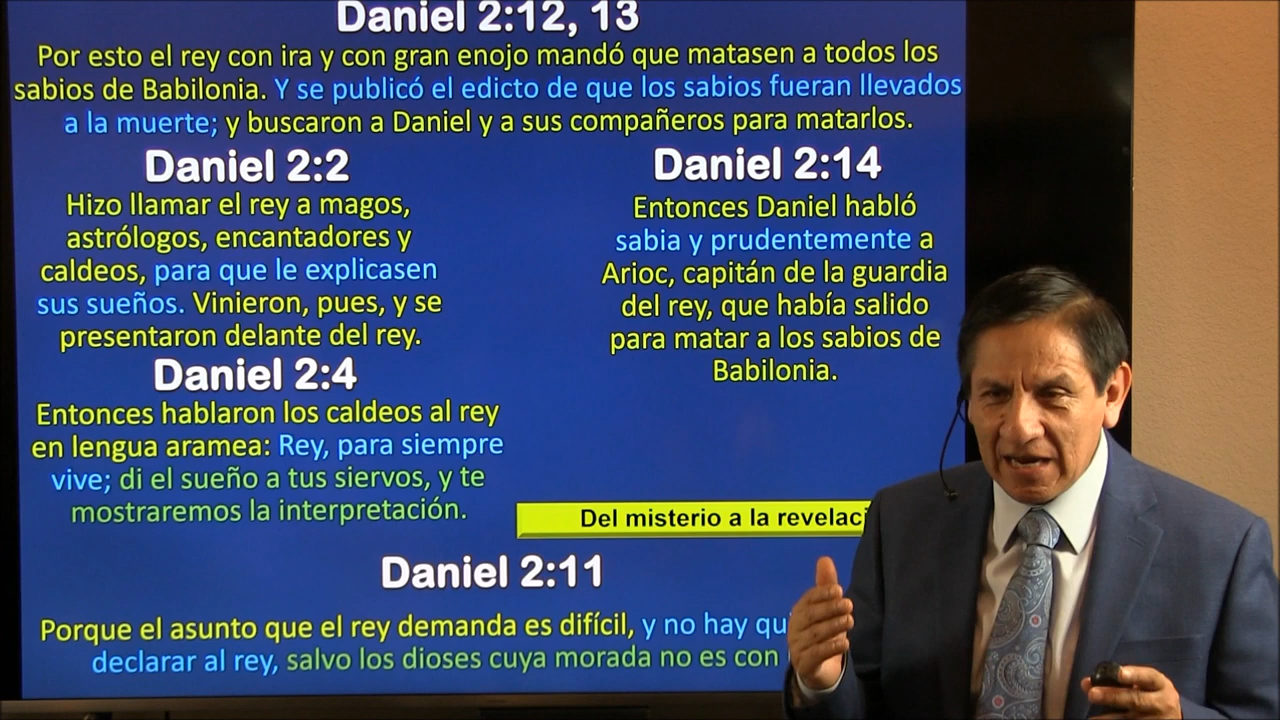 Daniel 2:12, 13
Por esto el rey con ira y con gran enojo mandó que matasen a todos los
sabios de Babilonia. Y se publicó el edicto de que los sabios fueran llevados
a la muerte; y buscaron a Daniel y a sus compañeros para matarlos.
Daniel 2:2
Hizo llamar el rey a magos,
astrólogos, encantadores y
caldeos, para que le explicasen
sus sueños. Vinieron, pues, y se
presentaron delante del rey.
Daniel 2:14
Entonces Daniel habló
sabia y prudentemente a
Arioc, capitán de la guardia
del rey, que había salido
para matar a los sabios de
Babilonia.
Daniel 2:4
Entonces hablaron los caldeos al rey
en lengua aramea: Rey, para siempre
vive; di el sueño a tus siervos, y te
mostraremos la interpretación.
Del misterio a la
Daniel 2:11
Porque el asunto que el rey demanda es difícil, y no hay
declarar al rey, salvo los dioses cuya morada no es con